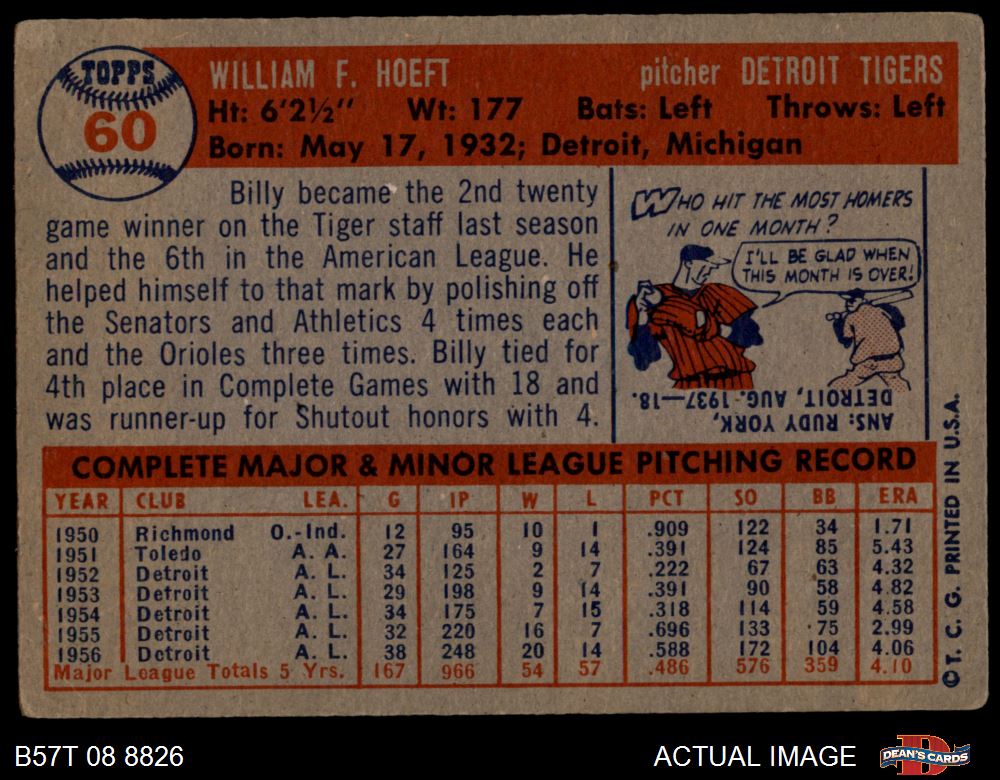 TOPPS
60
WILLIAM F. HOEFT pitcher DETROIT TIGERS
Ht: 6'2½" Wt: 177 Bats: Left Throws: Left
Born: May 17, 1932; Detroit, Michigan
Billy became the 2nd twenty
game winner on the Tiger staff last season
and the 6th in the American League. He
helped himself to that mark by polishing off
the Senators and Athletics 4 times each
and the Orioles three times. Billy tied for
4th place in Complete Games with 18 and
was runner-up for Shutout honors with 4.
WHO HIT THE MOST HOMERS
IN ONE MONTH?
I'LL BE GLAD WHEN
THIS MONTH IS OVER!
D
ANS: RUDY YORK,
DETROIT, AUG. 1937—18.
COMPLETE MAJOR & MINOR LEAGUE PITCHING RECORD
YEAR CLUB LEA. G IP W L PCT SO BB ERA
1950 Richmond O.-Ind. 12 95 10 1 .909 122 34 1.71
1951 Toledo A. A. 27 164 9 14 .391 124 85 5.43
1952 Detroit A. L. 34 125 2 7 .222 67 63 4.32
1953 Detroit A. L. 29 198 9 14 .391 90 58 4.82
1954 Detroit A. L. 34 175 7 15 .318 114 59 4.58
1955 Detroit A. L. 32 220 16 7 .696 133 75 2.99
1956 Detroit A. L. 38 248 20 14 .588 172 104 4.06
Major League Totals 5 Yrs. 167 966 54 57 .486 576 359 4.10
© T. C. G. PRINTED IN U.S.A.
B57T 08 8826
ACTUAL IMAGE
D
DEAN'S CARDS